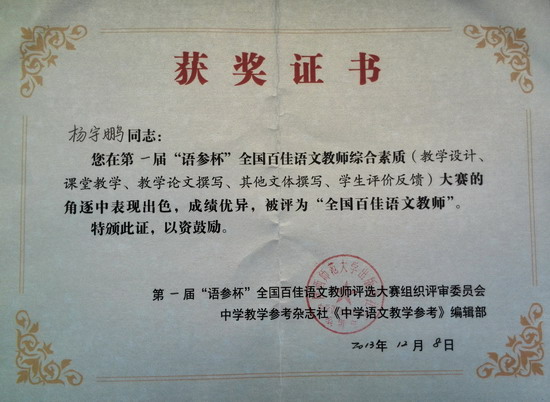 获奖证书
杨宇鹏同志：
您在第一届“语参杯”全国百佳语文教师综合素质（教学设计、
课堂教学、教学论文撰写、其他文体撰写、学生评价反馈）大赛的
角逐中表现出色，成绩优异，被评为“全国百佳语文教师”。
特颁此证，以资鼓励。
第一届“语参杯”全国百佳语文教师评选大赛组织评审委员会
中学教学参考杂志社《中学语文教学参考》编辑部
2013年12月8日